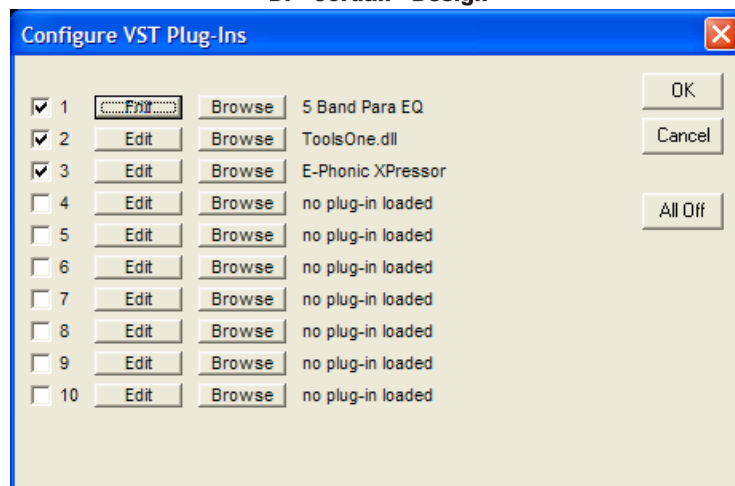 Configure VST Plug-Ins
1 Edit Browse 5 Band Para EQ
OK
2 Edit Browse ToolsOne.dll
Cancel
3 Edit Browse E-Phonic XPressor
4 Edit Browse no plug-in loaded
All Off
5 Edit Browse no plug-in loaded
6 Edit Browse no plug-in loaded
7 Edit Browse no plug-in loaded
8 Edit Browse no plug-in loaded
9 Edit Browse no plug-in loaded
10 Edit Browse no plug-in loaded